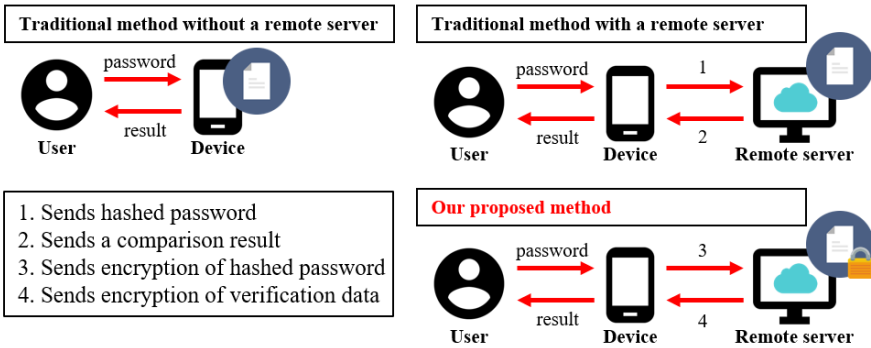 Traditional method without a remote server
password
result
User
Device
1. Sends hashed password
2. Sends a comparison result
3. Sends encryption of hashed password
4. Sends encryption of verification data
Traditional method with a remote server
password
1
result
2
User
Device
Remote server
Our proposed method
password
3
result
4
User
Device
Remote server